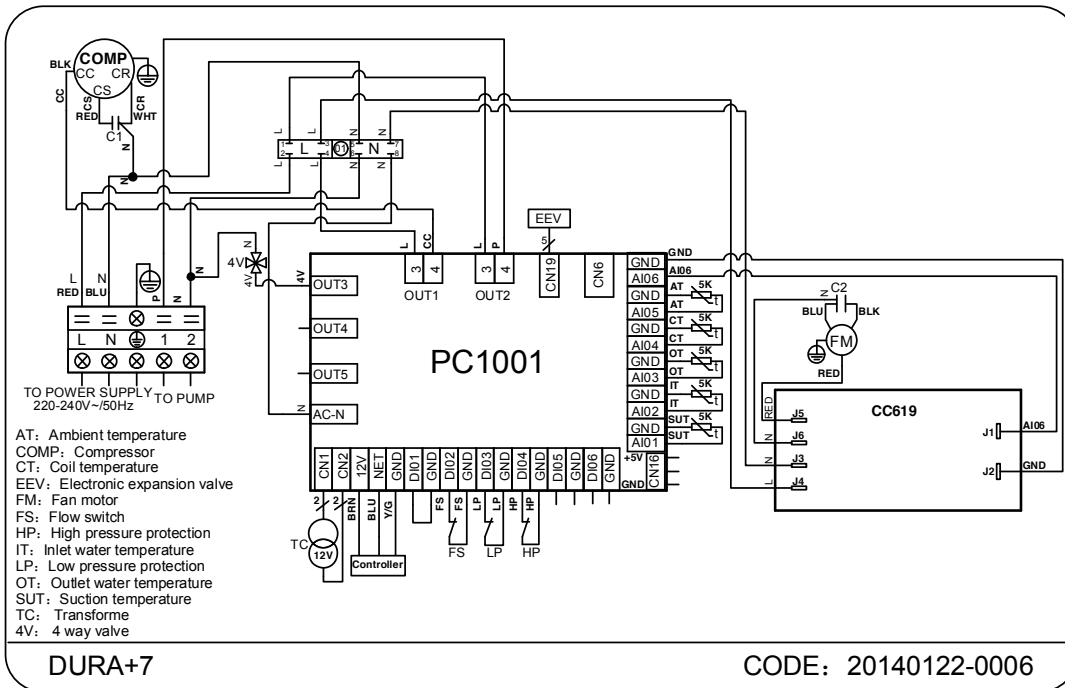 COMP
BLK
CC
CR
CS
CC
CS
RED
CR
WHT
C1
N
N
L
L
N
N
1
3
5
7
L
01
N
2
4
6
8
L
L
N
N
L
N
RED
BLU
P
N
N
N
4V
4V
4V
L
N
1
2
TO POWER SUPPLY
220-240V~/50Hz
TO PUMP
L
CC
L
P
3
4
3
4
OUT1
OUT2
EEV
5
CN19
CN6
OUT3
OUT4
OUT5
N
AC-N
PC1001
GND
AI06
GND
AI05
GND
AI04
GND
AI03
GND
AI02
GND
AI01
+5V
GND
CN16
GND
AI06
AT
5K
t
AT
CT
5K
t
CT
OT
5K
t
OT
IT
5K
t
IT
SUT
5K
t
SUT
CN1
CN2
12V
NET
GND
DI01
GND
DI02
GND
DI03
GND
DI04
GND
DI05
GND
DI06
GND
2
2
BRN
BLU
Y/G
FS
FS
LP
LP
HP
HP
TC
12V
Controller
FS
LP
HP
C2
N
BLU
BLK
FM
RED
CC619
RED
J5
N
J6
N
J3
L
J4
J1
AI06
J2
GND
AT: Ambient temperature
COMP: Compressor
CT: Coil temperature
EEV: Electronic expansion valve
FM: Fan motor
FS: Flow switch
HP: High pressure protection
IT: Inlet water temperature
LP: Low pressure protection
OT: Outlet water temperature
SUT: Suction temperature
TC: Transforme
4V: 4 way valve
DURA+7
CODE: 20140122-0006